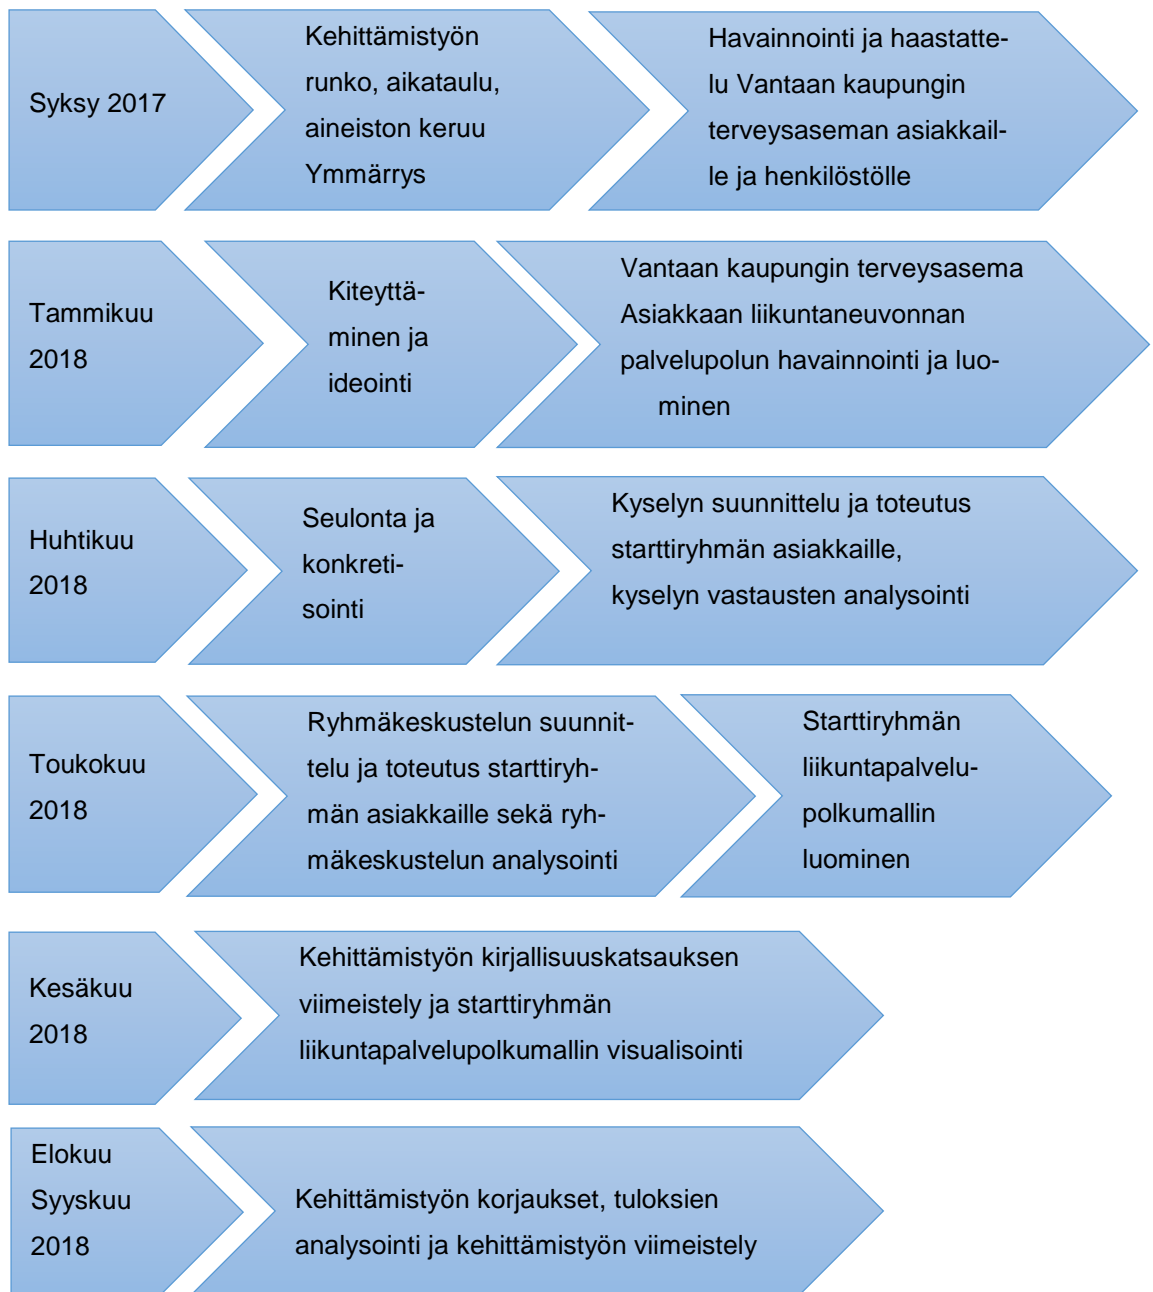 Syksy 2017
Kehittämistyön
runko, aikataulu,
aineiston keruu
Ymmärrys
Havainnointi ja haastatte-
lu Vantaan kaupungin
terveysaseman asiakkail-
le ja henkilöstölle
Tammikuu
2018
Kiteyttä-
minen ja
ideointi
Vantaan kaupungin terveysasema
Asiakkaan liikuntaneuvonnan
palvelupolun havainnointi ja luo-
minen
Huhtikuu
2018
Seulonta ja
konkreti-
sointi
Kyselyn suunnittelu ja toteutus
starttiryhmän asiakkaille,
kyselyn vastausten analysointi
Toukokuu
2018
Ryhmäkeskustelun suunnit-
telu ja toteutus starttiryh-
män asiakkaille sekä ryh-
mäkeskustelun analysointi
Starttiryhmän
liikuntapalvelu-
polkumallin
luominen
Kesäkuu
2018
Kehittämistyön kirjallisuuskatsauksen
viimeistely ja starttiryhmän
liikuntapalvelupolkumallin visualisointi
Elokuu
Syyskuu
2018
Kehittämistyön korjaukset, tuloksien
analysointi ja kehittämistyön viimeistely